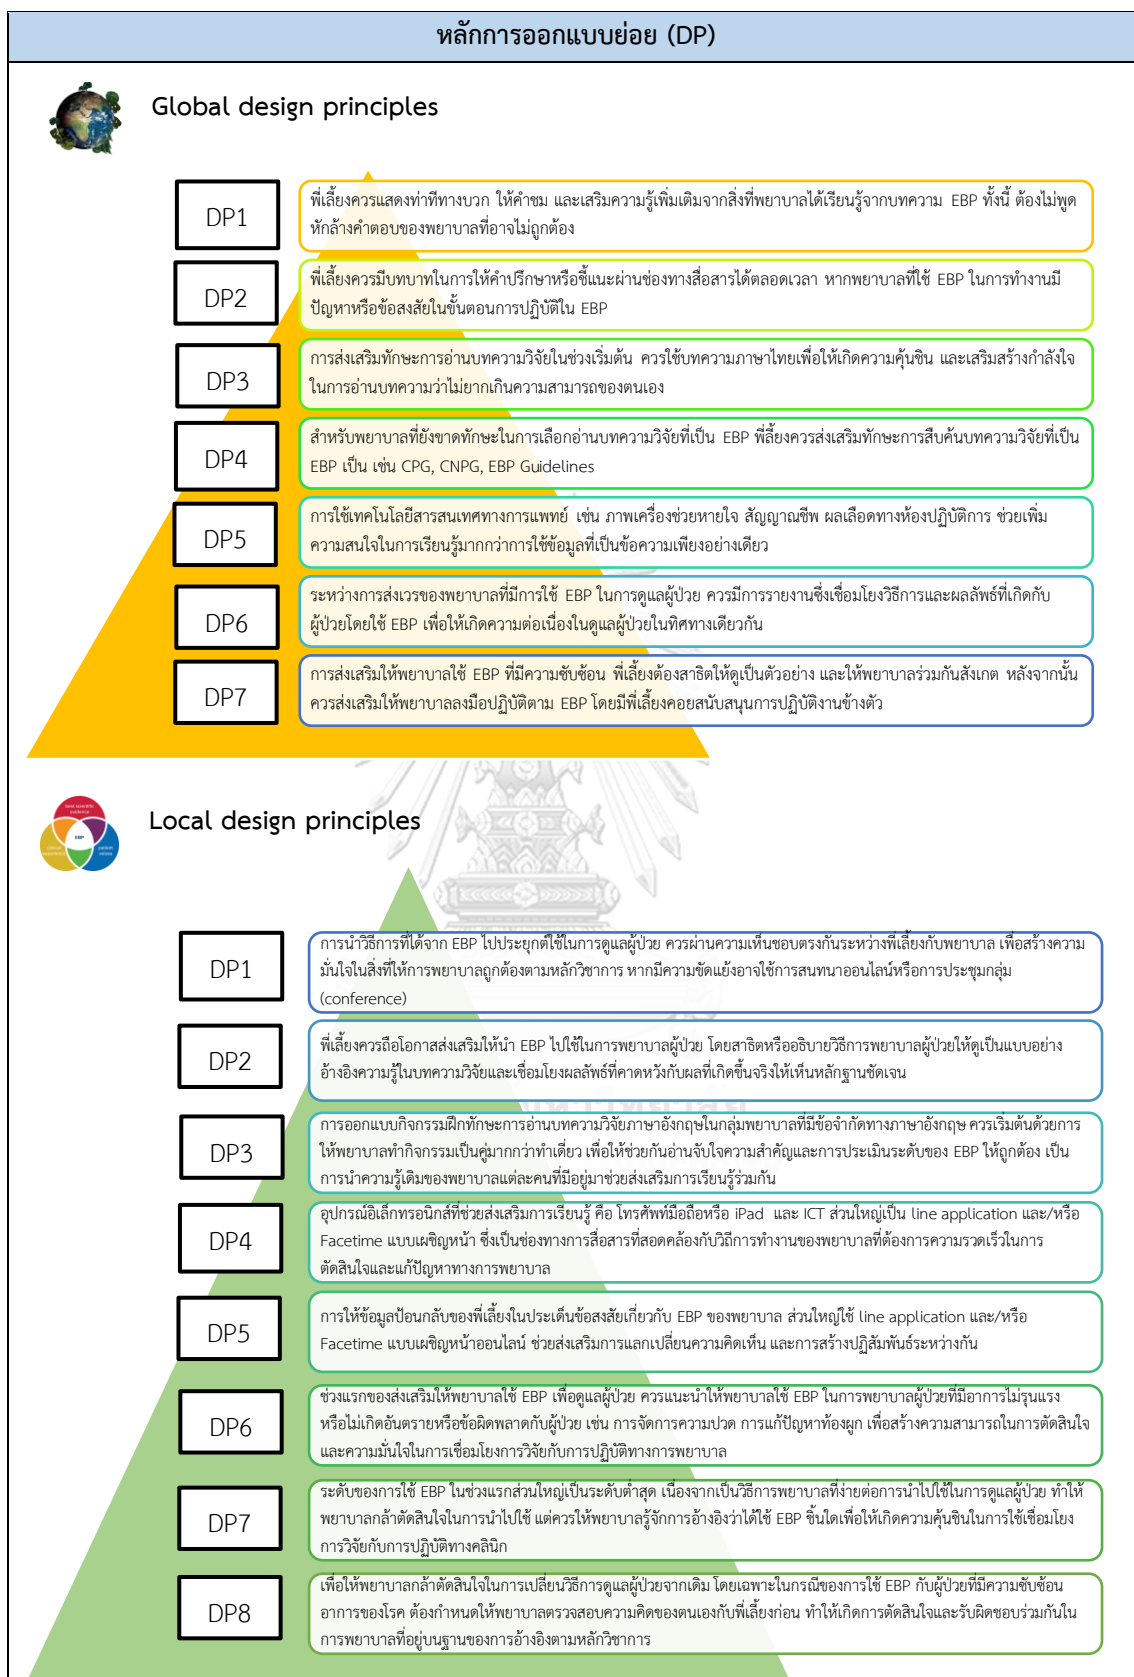 หลักการออกแบบย่อย (DP)
Global design principles
DP1
พี่เลี้ยงควรแสดงท่าทีทางบวก ให้คำชม และเสริมความรู้เพิ่มเติมจากสิ่งที่พยาบาลได้เรียนรู้จากบทความ EBP ทั้งนี้ ต้องไม่พูด
หักล้างคำตอบของพยาบาลที่อาจไม่ถูกต้อง
DP2
พี่เลี้ยงควรมีบทบาทในการให้คำปรึกษาหรือชี้แนะผ่านช่องทางสื่อสารได้ตลอดเวลา หากพยาบาลที่ใช้ EBP ในการทำงานมี
ปัญหาหรือข้อสงสัยในขั้นตอนการปฏิบัติใน EBP
DP3
การส่งเสริมทักษะการอ่านบทความวิจัยในช่วงเริ่มต้น ควรใช้บทความภาษาไทยเพื่อให้เกิดความคุ้นชิน และเสริมสร้างกำลังใจ
ในการอ่านบทความว่าไม่ยากเกินความสามารถของตนเอง
DP4
สำหรับพยาบาลที่ยังขาดทักษะในการเลือกอ่านบทความวิจัยที่เป็น EBP พี่ลี้ยงควรส่งเสริมทักษะการสืบค้นบทความวิจัยที่เป็น
EBP เป็น เช่น CPG, CNPG, EBP Guidelines
DP5
การใช้เทคโนโลยีสารสนเทศทางการแพทย์ เช่น ภาพเครื่องช่วยหายใจ สัญญาณชีพ ผลเลือดทางห้องปฏิบัติการ ช่วยเพิ่ม
ความสนใจในการเรียนรู้มากกว่าการใช้ข้อมูลที่เป็นข้อความเพียงอย่างเดียว
DP6
ระหว่างการส่งเวรของพยาบาลที่มีการใช้ EBP ในการดูแลผู้ป่วย ควรมีการรายงานซึ่งเชื่อมโยงวิธีการและผลลัพธ์ที่เกิดกับ
ผู้ป่วยโดยใช้ EBP เพื่อให้เกิดความต่อเนื่องในดูแลผู้ป่วยในทิศทางเดียวกัน
DP7
การส่งเสริมให้พยาบาลใช้ EBP ที่มีความซับซ้อน พี่เลี้ยงต้องสาธิตให้ดูเป็นตัวอย่าง และให้พยาบาลร่วมกันสังเกต หลังจากนั้น
ควรส่งเสริมให้พยาบาลลงมือปฏิบัติตาม EBP โดยมีพี่เลี้ยงคอยสนับสนุนการปฏิบัติงานข้างตัว
best scientific
evidence
EBP
clinical
experience
patient
values
Local design principles
DP1
การนำวิธีการที่ได้จาก EBP ไปประยุกต์ใช้ในการดูแลผู้ป่วย ควรผ่านความเห็นชอบตรงกันระหว่างพี่เลี้ยงกับพยาบาล เพื่อสร้างความ
มั่นใจในสิ่งที่ให้การพยาบาลถูกต้องตามหลักวิชาการ หากมีความขัดแย้งอาจใช้การสนทนาออนไลน์หรือการประชุมกลุ่ม
(conference)
DP2
พี่เลี้ยงควรถือโอกาสส่งเสริมให้นำ EBP ไปใช้ในการพยาบาลผู้ป่วย โดยสาธิตหรืออธิบายวิธีการพยาบาลผู้ป่วยให้ดูเป็นแบบอย่าง
อ้างอิงความรู้ในบทความวิจัยและเชื่อมโยงผลลัพธ์ที่คาดหวังกับผลที่เกิดขึ้นจริงให้เห็นหลักฐานชัดเจน
DP3
การออกแบบกิจกรรมฝึกทักษะการอ่านบทความวิจัยภาษาอังกฤษในกลุ่มพยาบาลที่มีข้อจำกัดทางภาษาอังกฤษ ควรเริ่มต้นด้วยการ
ให้พยาบาลทำกิจกรรมเป็นคู่มากกว่าทำเดี่ยว เพื่อให้ช่วยกันอ่านจับใจความสำคัญและการประเมินระดับของ EBP ให้ถูกต้อง เป็น
การนำความรู้เดิมของพยาบาลแต่ละคนที่มีอยู่มาช่วยส่งเสริมการเรียนรู้ร่วมกัน
DP4
อุปกรณ์อิเล็กทรอนิกส์ที่ช่วยส่งเสริมการเรียนรู้ คือ โทรศัพท์มือถือหรือ iPad และ ICT ส่วนใหญ่เป็น line application และ/หรือ
Facetime แบบเผชิญหน้า ซึ่งเป็นช่องทางการสื่อสารที่สอดคล้องกับวิถีการทำงานของพยาบาลที่ต้องการความรวดเร็วในการ
ตัดสินใจและแก้ปัญหาทางการพยาบาล
DP5
การให้ข้อมูลป้อนกลับของพี่เลี้ยงในประเด็นข้อสงสัยเกี่ยวกับ EBP ของพยาบาล ส่วนใหญ่ใช้ line application และ/หรือ
Facetime แบบเผชิญหน้าออนไลน์ ช่วยส่งเสริมการแลกเปลี่ยนความคิดเห็น และการสร้างปฏิสัมพันธ์ระหว่างกัน
DP6
ช่วงแรกของส่งเสริมให้พยาบาลใช้ EBP เพื่อดูแลผู้ป่วย ควรแนะนำให้พยาบาลใช้ EBP ในการพยาบาลผู้ป่วยที่มีอาการไม่รุนแรง
หรือไม่เกิดอันตรายหรือข้อผิดพลาดกับผู้ป่วย เช่น การจัดการความปวด การแก้ปัญหาท้องผูก เพื่อสร้างความสามารถในการตัดสินใจ
และความมั่นใจในการเชื่อมโยงการวิจัยกับการปฏิบัติทางการพยาบาล
DP7
ระดับของการใช้ EBP ในช่วงแรกส่วนใหญ่เป็นระดับต่ำสุด เนื่องจากเป็นวิธีการพยาบาลที่ง่ายต่อการนำไปใช้ในการดูแลผู้ป่วย ทำให้
พยาบาลกล้าตัดสินใจในการนำไปใช้ แต่ควรให้พยาบาลรู้จักการอ้างอิงว่าได้ใช้ EBP ชิ้นใดเพื่อให้เกิดความคุ้นชินในการใช้เชื่อมโยง
การวิจัยกับการปฏิบัติทางคลินิก
DP8
เพื่อให้พยาบาลกล้าตัดสินใจในการเปลี่ยนวิธีการดูแลผู้ป่วยจากเดิม โดยเฉพาะในกรณีของการใช้ EBP กับผู้ป่วยที่มีความซับซ้อน
อาการของโรค ต้องกำหนดให้พยาบาลตรวจสอบความคิดของตนเองกับพี่เลี้ยงก่อน ทำให้เกิดการตัดสินใจและรับผิดชอบร่วมกันใน
การพยาบาลที่อยู่บนฐานของการอ้างอิงตามหลักวิชาการ